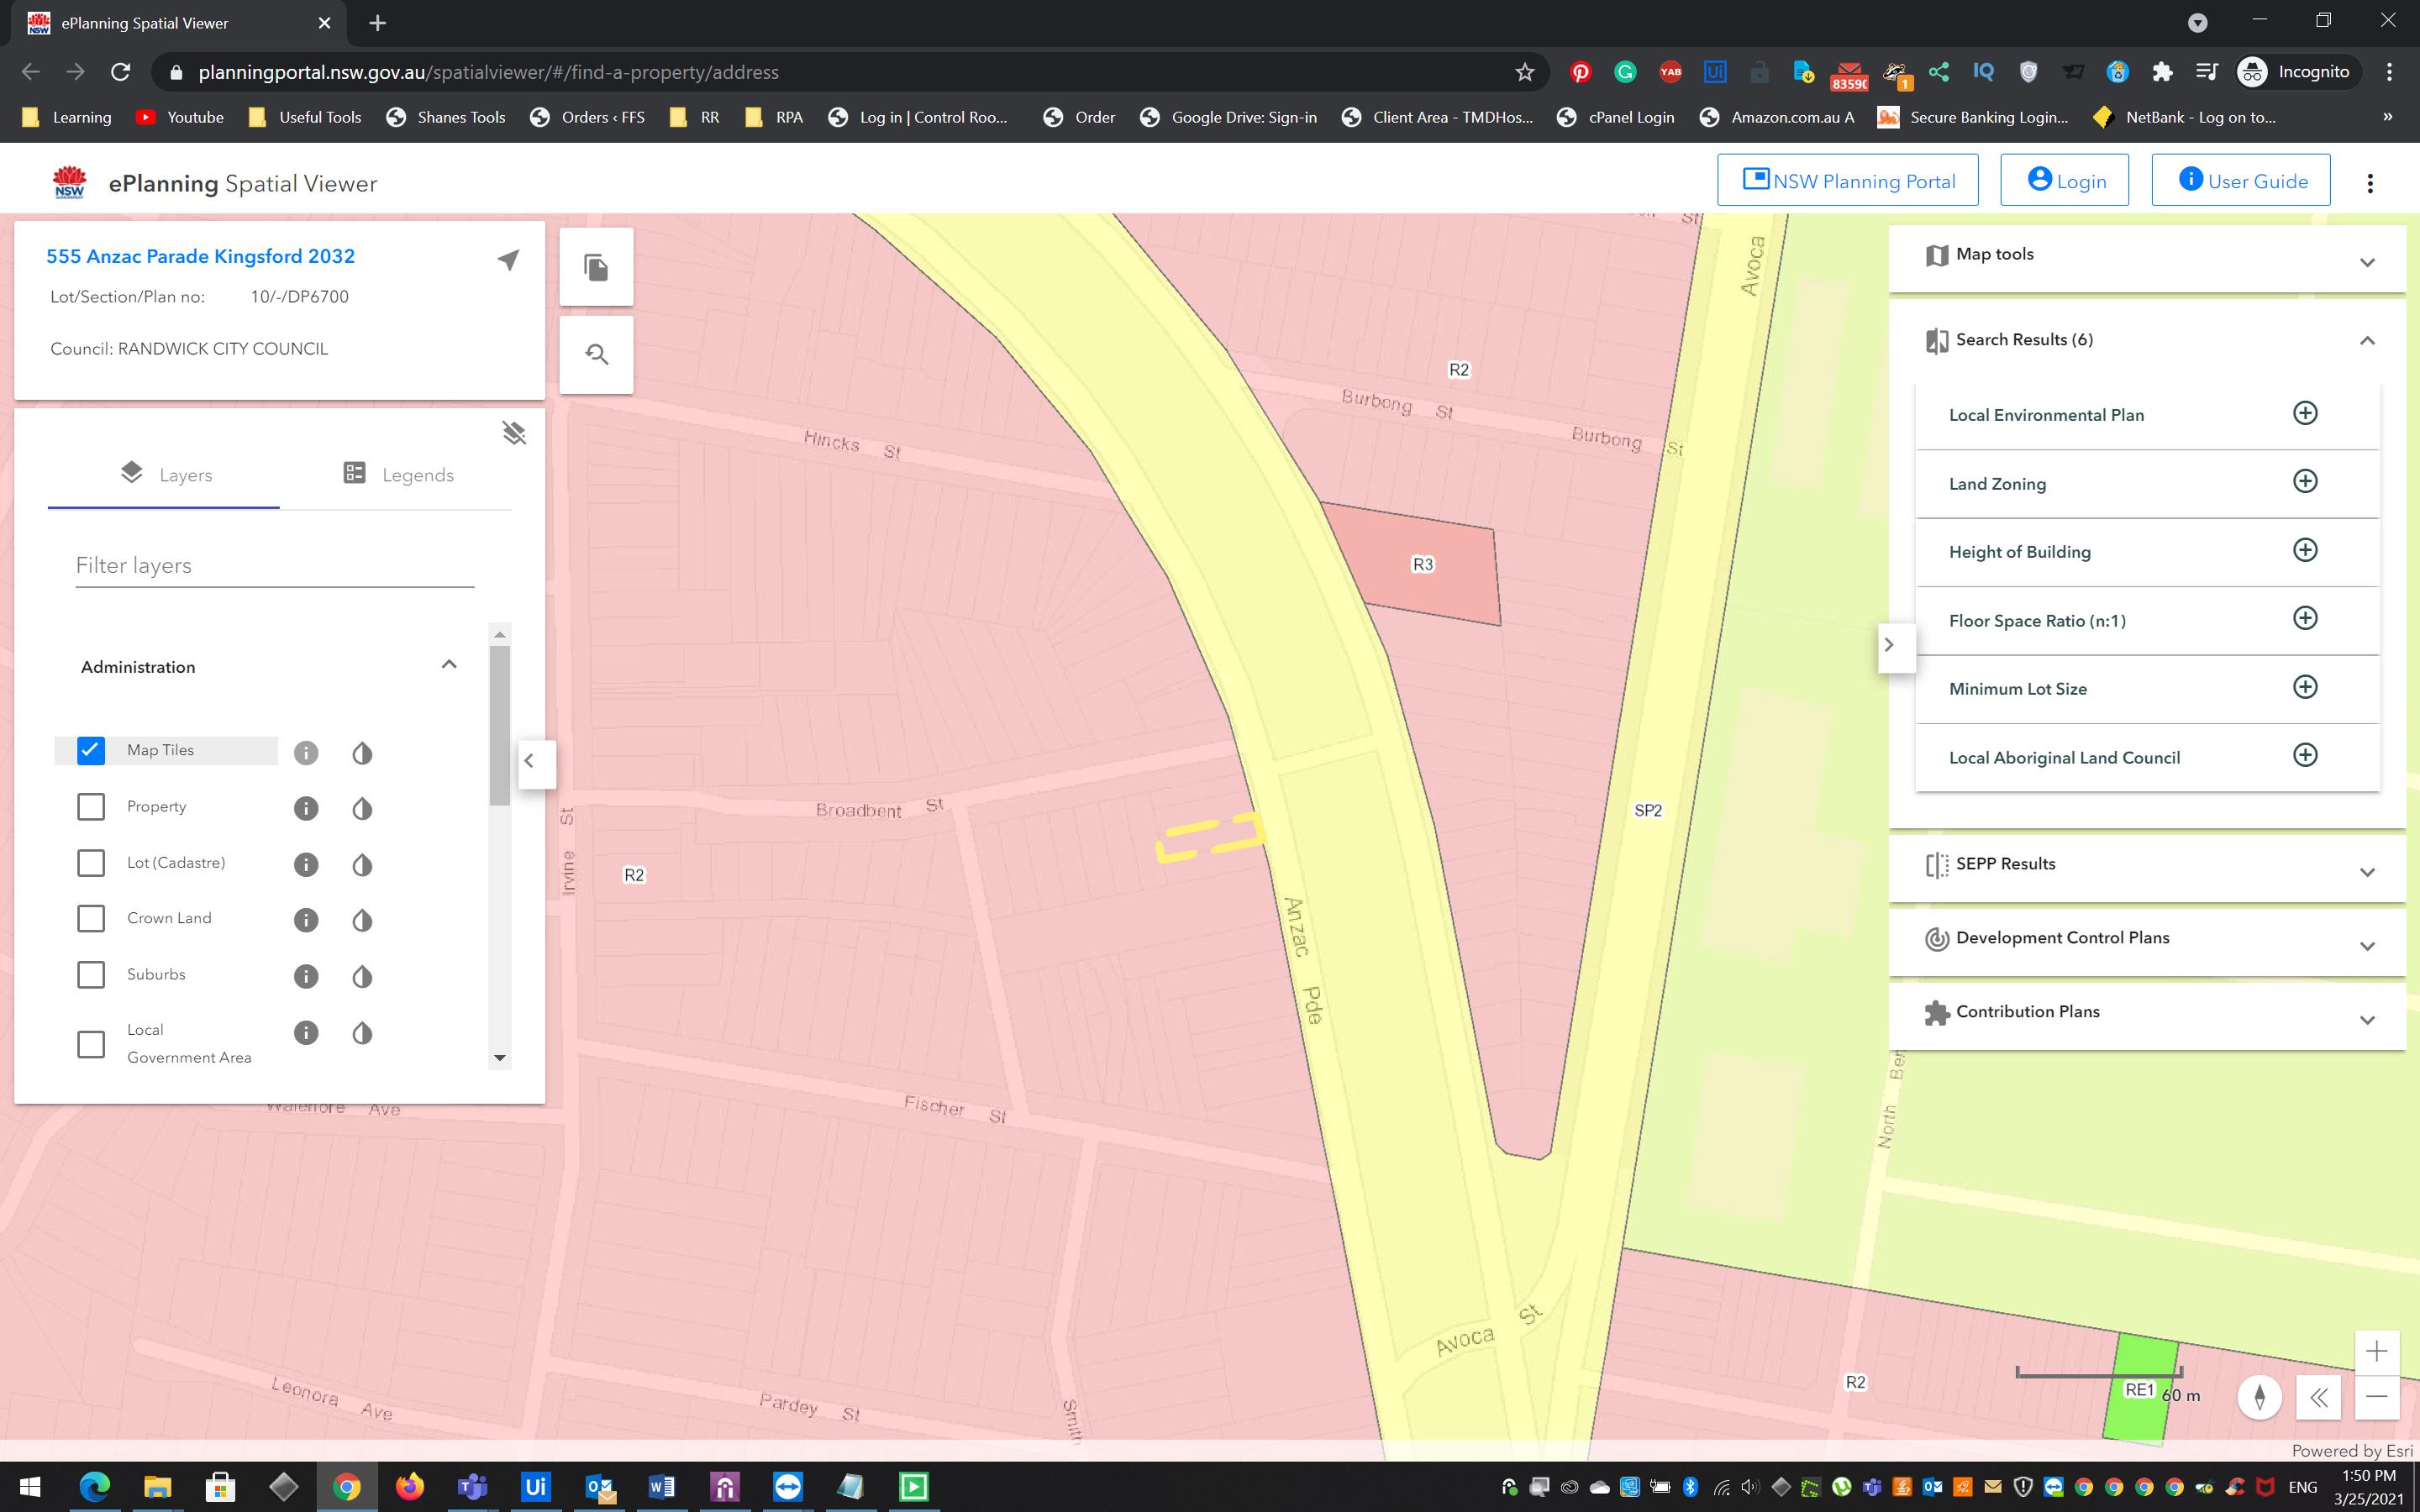 ePlanning Spatial Viewer
planningportal.nsw.gov.au/spatialviewer/#/find-a-property/address
YAB
Ui
8359(
1
IQ
Incognito
Learning
Youtube
Useful Tools
Shanes Tools
Orders ‹ FFS
RR
RPA
Log in | Control Roo...
Order
Google Drive: Sign-in
Client Area - TMDHos...
cPanel Login
Amazon.com.au A
Secure Banking Login...
NetBank - Log on to...
»
NSW
GOVERNMENT
ePlanning Spatial Viewer
NSW Planning Portal
Login
User Guide
555 Anzac Parade Kingsford 2032
Lot/Section/Plan no: 10/-/DP6700
Council: RANDWICK CITY COUNCIL
Layers
Legends
Filter layers
Administration
Map Tiles
Property
Lot (Cadastre)
Crown Land
Suburbs
Local
Government Area
St
Avoca
R2
Burbong St
Burbong St
Hincks St
R3
Broadbent St
Irvine St
R2
SP2
Anzac Pde
Fischer St
Ave
North
Avoca St
Leonora Ave
Pardey St
Smith
R2
RE1
60 m
Map tools
Search Results (6)
Local Environmental Plan
Land Zoning
Height of Building
Floor Space Ratio (n:1)
Minimum Lot Size
Local Aboriginal Land Council
SEPP Results
Development Control Plans
Contribution Plans
Powered by Esri
Ui
ENG
1:50 PM
3/25/2021